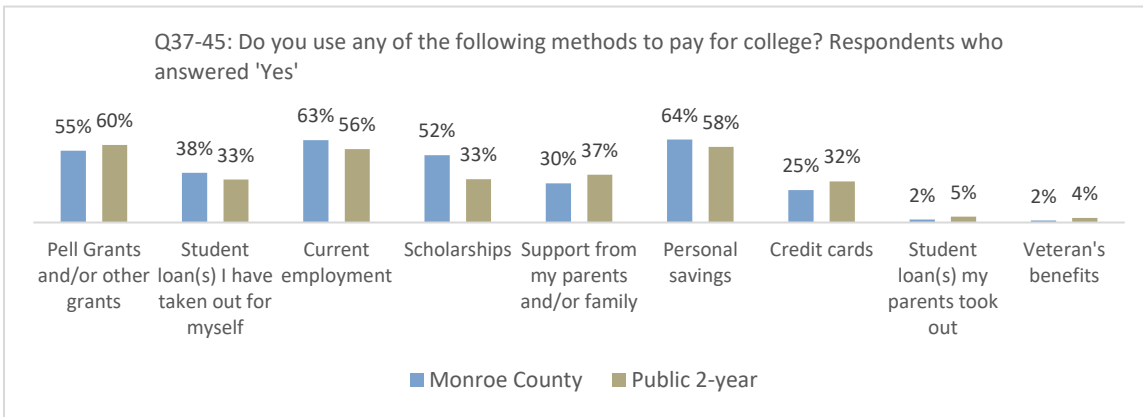 Q37-45: Do you use any of the following methods to pay for college? Respondents who
answered 'Yes'
55% 60%
38% 33%
63% 56%
52% 33%
30% 37%
64% 58%
25% 32%
2% 5%
2% 4%
Pell Grants
and/or other
grants
Student
loan(s) I have
taken out for
myself
Current
employment
Scholarships
Support from
my parents
and/or family
Personal
savings
Credit cards
Student
loan(s) my
parents took
out
Veteran's
benefits
Monroe County Public 2-year